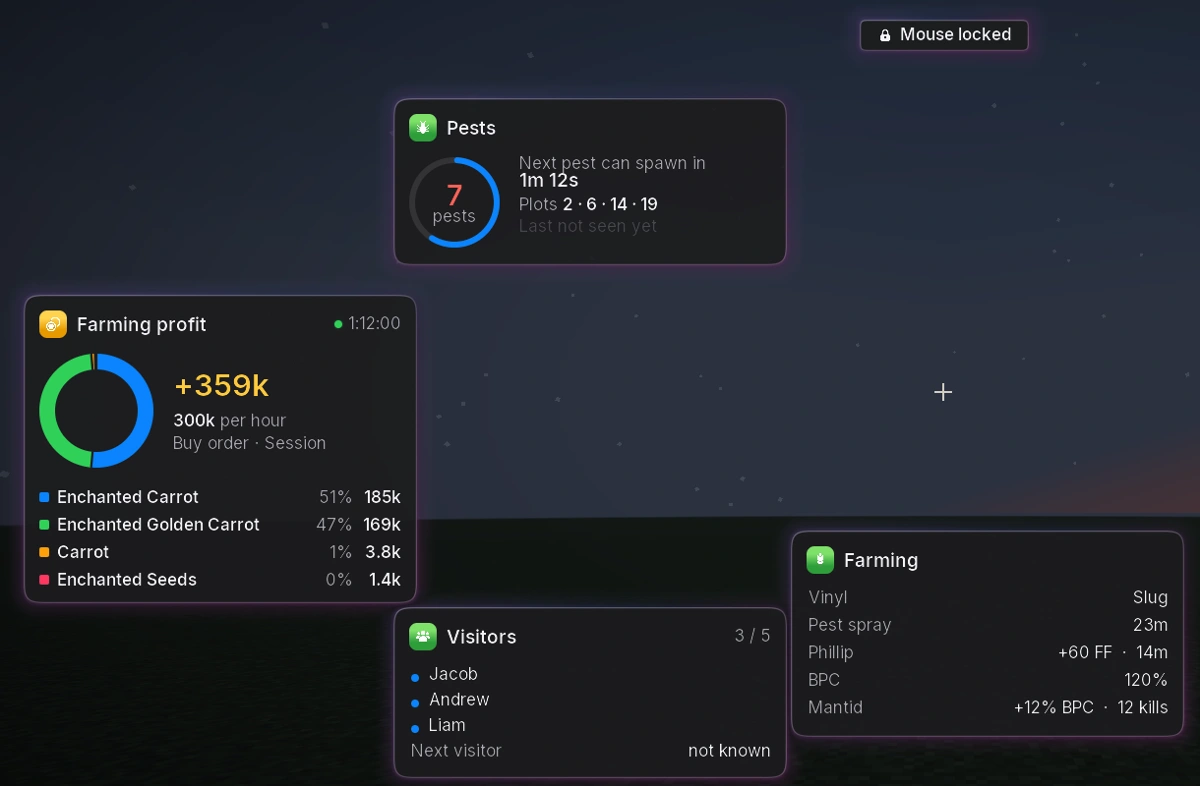 Mouse locked
Pests
7
pests
Next pest can spawn in
1m 12s
Plots 2 · 6 · 14 · 19
Last not seen yet
Farming profit
1:12:00
+359k
300k per hour
Buy order · Session
Enchanted Carrot 51% 185k
Enchanted Golden Carrot 47% 169k
Carrot 1% 3.8k
Enchanted Seeds 0% 1.4k
Visitors 3 / 5
Jacob
Andrew
Liam
Next visitor not known
Farming
Vinyl Slug
Pest spray 23m
Phillip +60 FF · 14m
BPC 120%
Mantid +12% BPC · 12 kills